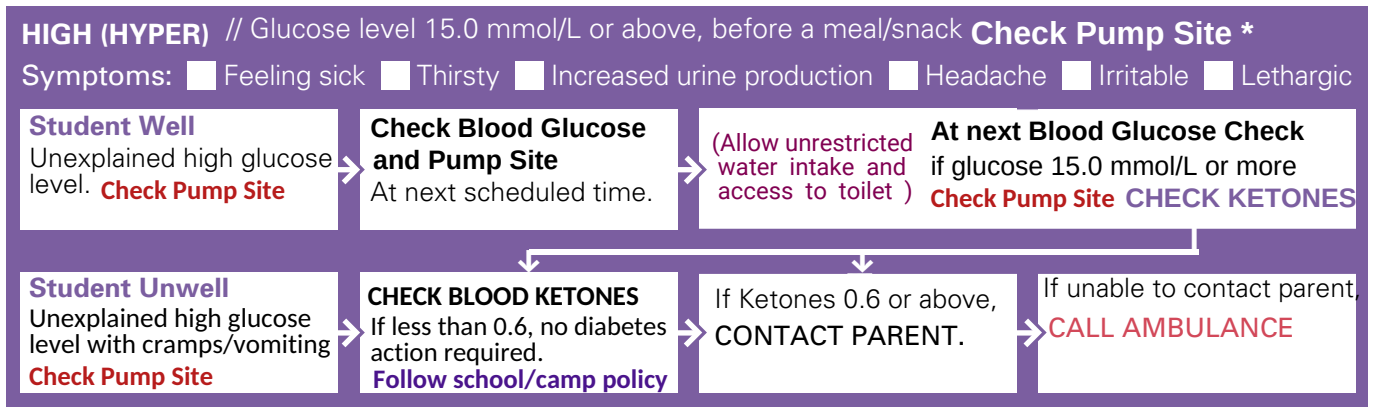 HIGH (HYPER) // Glucose level 15.0 mmol/L or above, before a meal/snack Check Pump Site *
Symptoms: Feeling sick Thirsty Increased urine production Headache Irritable Lethargic
Student Well
Unexplained high glucose
level. Check Pump Site
Check Blood Glucose
and Pump Site
At next scheduled time.
(Allow unrestricted
water intake and
access to toilet )
At next Blood Glucose Check
if glucose 15.0 mmol/L or more
Check Pump Site CHECK KETONES
Student Unwell
Unexplained high glucose
level with cramps/vomiting
Check Pump Site
CHECK BLOOD KETONES
If less than 0.6, no diabetes
action required.
Follow school/camp policy
If Ketones 0.6 or above,
CONTACT PARENT.
If unable to contact parent,
CALL AMBULANCE